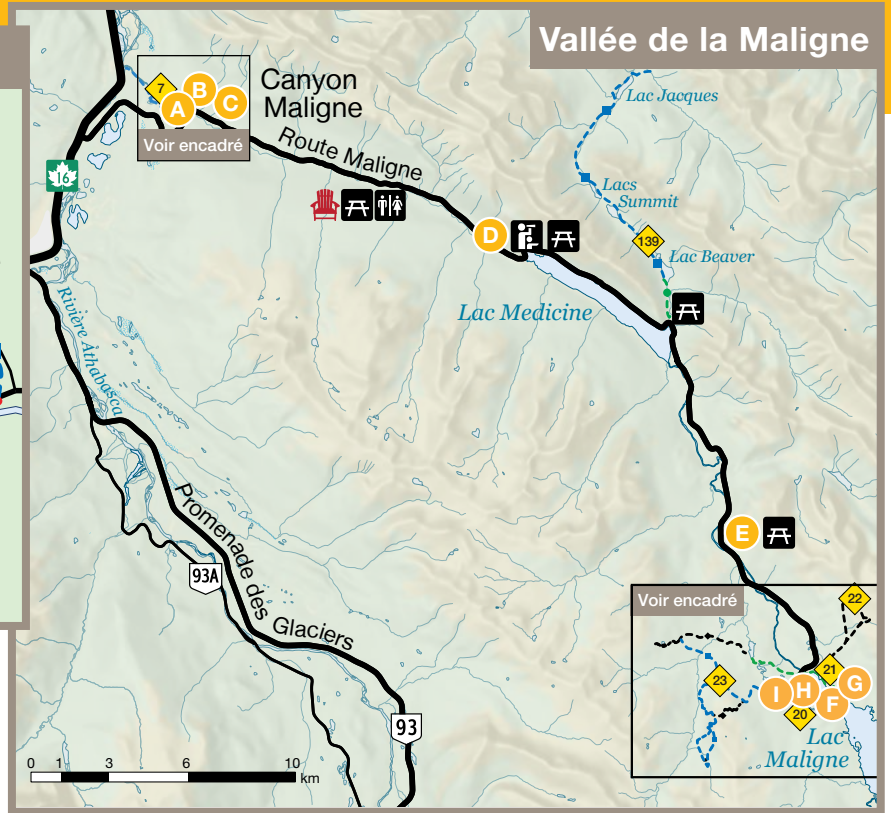 Vallée de la Maligne
7
A
B
C
Canyon
Maligne
Voir encadré
Route Maligne
16
Lac Jacques
Lacs
Summit
139
Lac Beaver
D
Lac Medicine
Rivière Athabasca
E
Promenade des Glaciers
93A
93
Voir encadré
22
21
23
I
H
F
G
20
Lac
Maligne
0 1 3 6 10
km